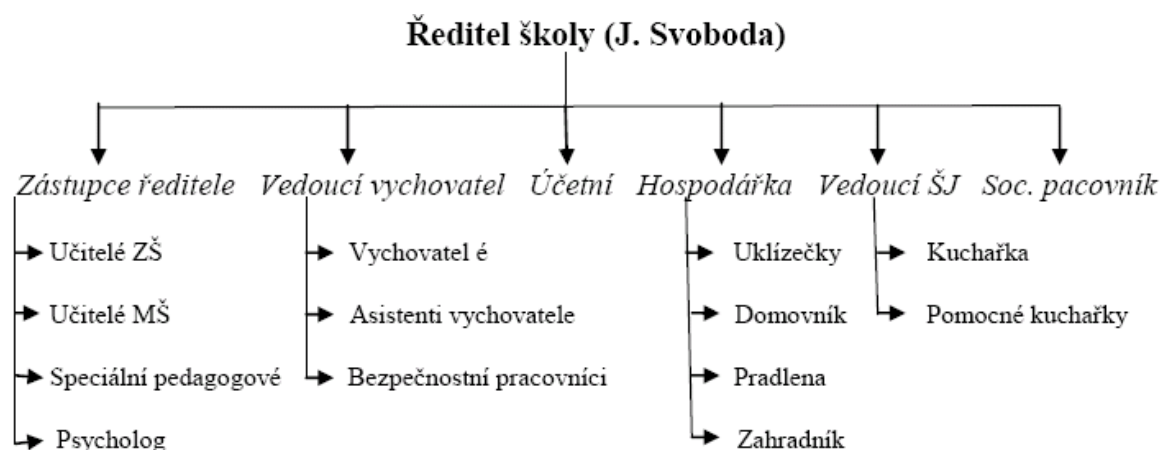 Ředitel školy (J. Svoboda)
Zástupce ředitele Vedoucí vychovatel Účetní Hospodářka Vedoucí ŠJ Soc. pacovník
Učitelé ZŠ Vychovatel é Uklízečky Kuchařka
Učitelé MŠ Asistenti vychovatele Domovník Pomocné kuchařky
Speciální pedagogové Bezpečnostní pracovníci Pradlena
Psycholog Zahradník